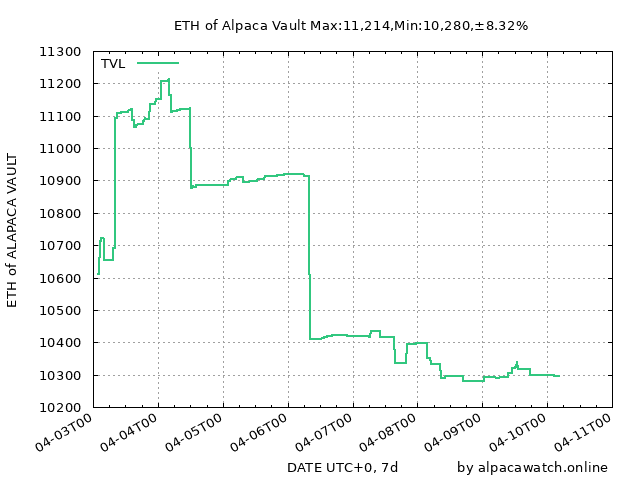 ETH of Alpaca Vault Max:11,214,Min:10,280,±8.32%
TVL
ETH of ALAPACA VAULT
11300
11200
11100
11000
10900
10800
10700
10600
10500
10400
10300
10200
04-03T00
04-04T00
04-05T00
04-06T00
04-07T00
04-08T00
04-09T00
04-10T00
04-11T00
DATE UTC+0, 7d
by alpacawatch.online